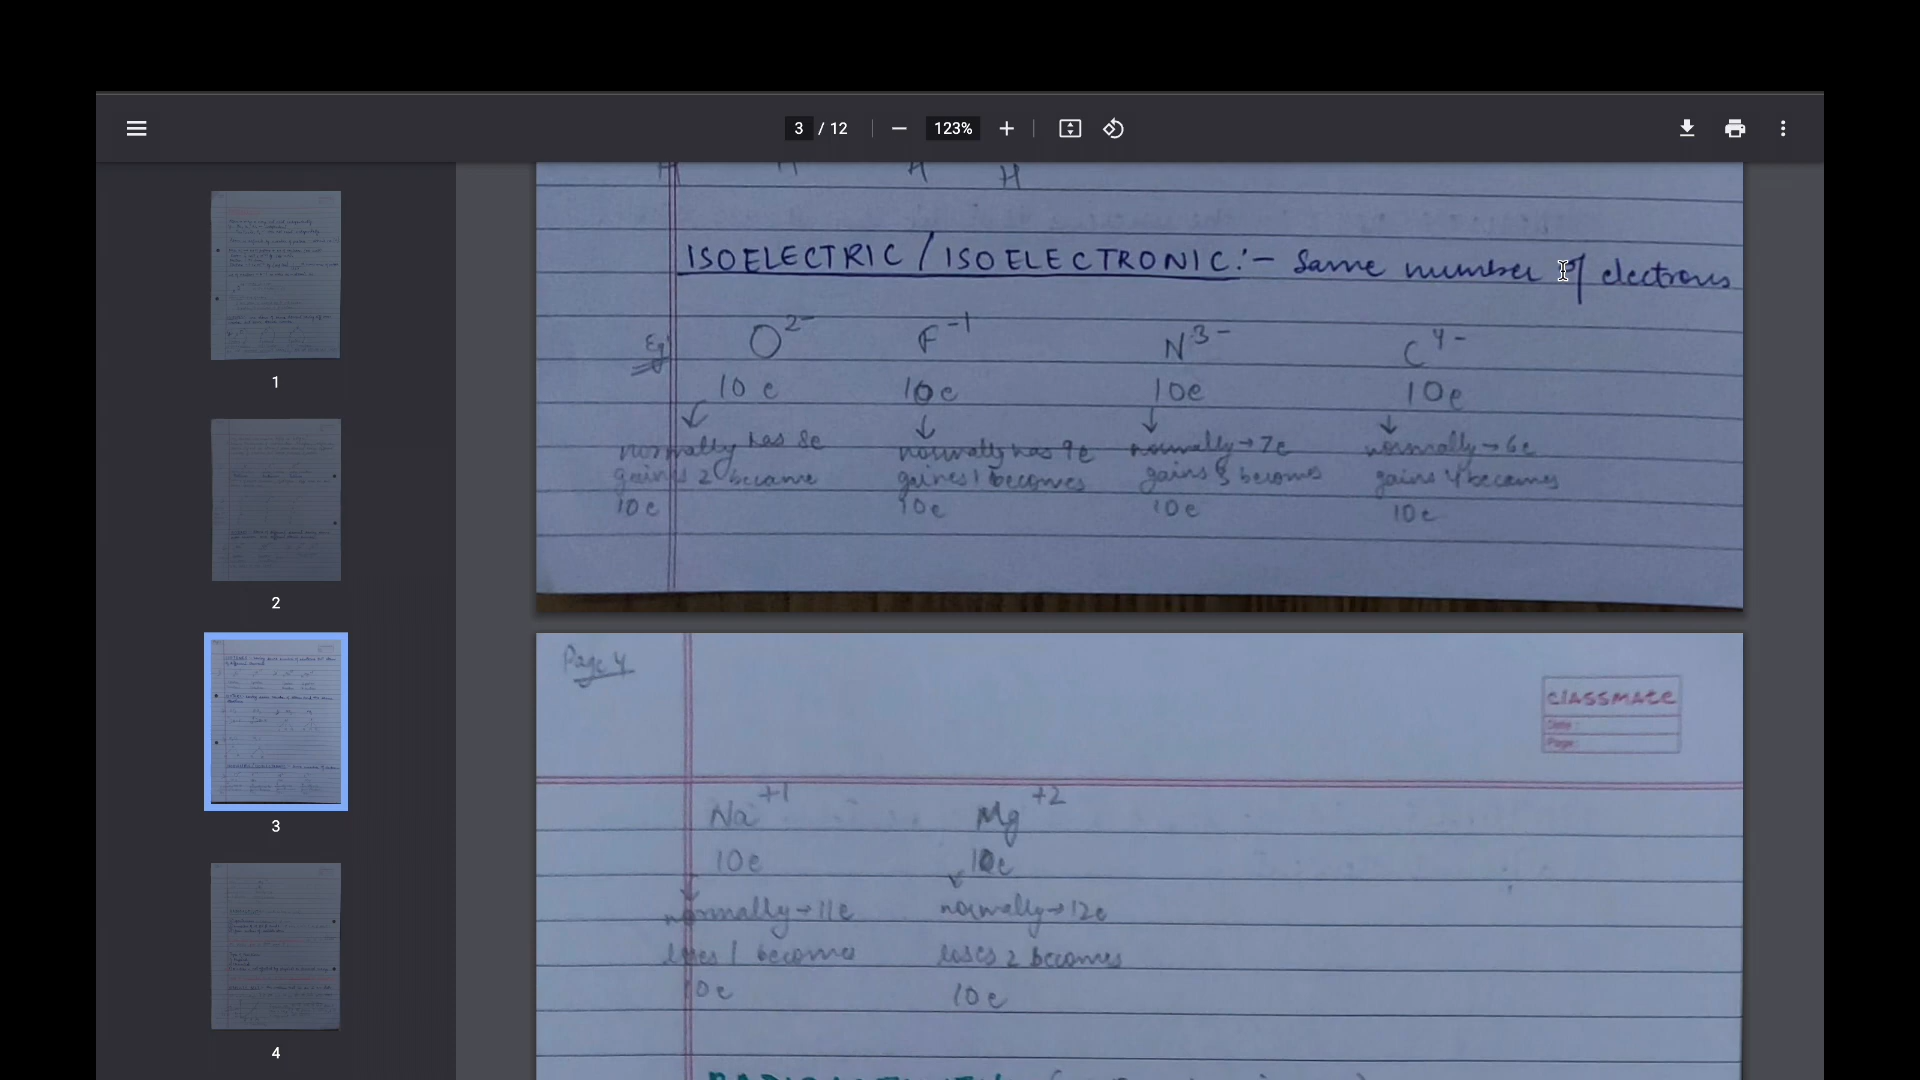 3 / 12
123%
1
2
3
4
ISOELECTRIC / ISOELECTRONIC :- Same number of electrons
Eg O²⁻ F⁻¹ N³⁻ C⁴⁻
10 e 10e 10e 10e
normally has 8e normally has 9e normally → 7e normally → 6e
gains 2 became gaines 1 becomes gains 3 becomes gains 4 becomes
10 e 10e 10e 10e
Page 4
CLASSMATE
Date :
Page :
Na⁺¹ Mg⁺²
10e 10e
normally → 11e normally → 12e
loses 1 becomes loses 2 becomes
10e 10e